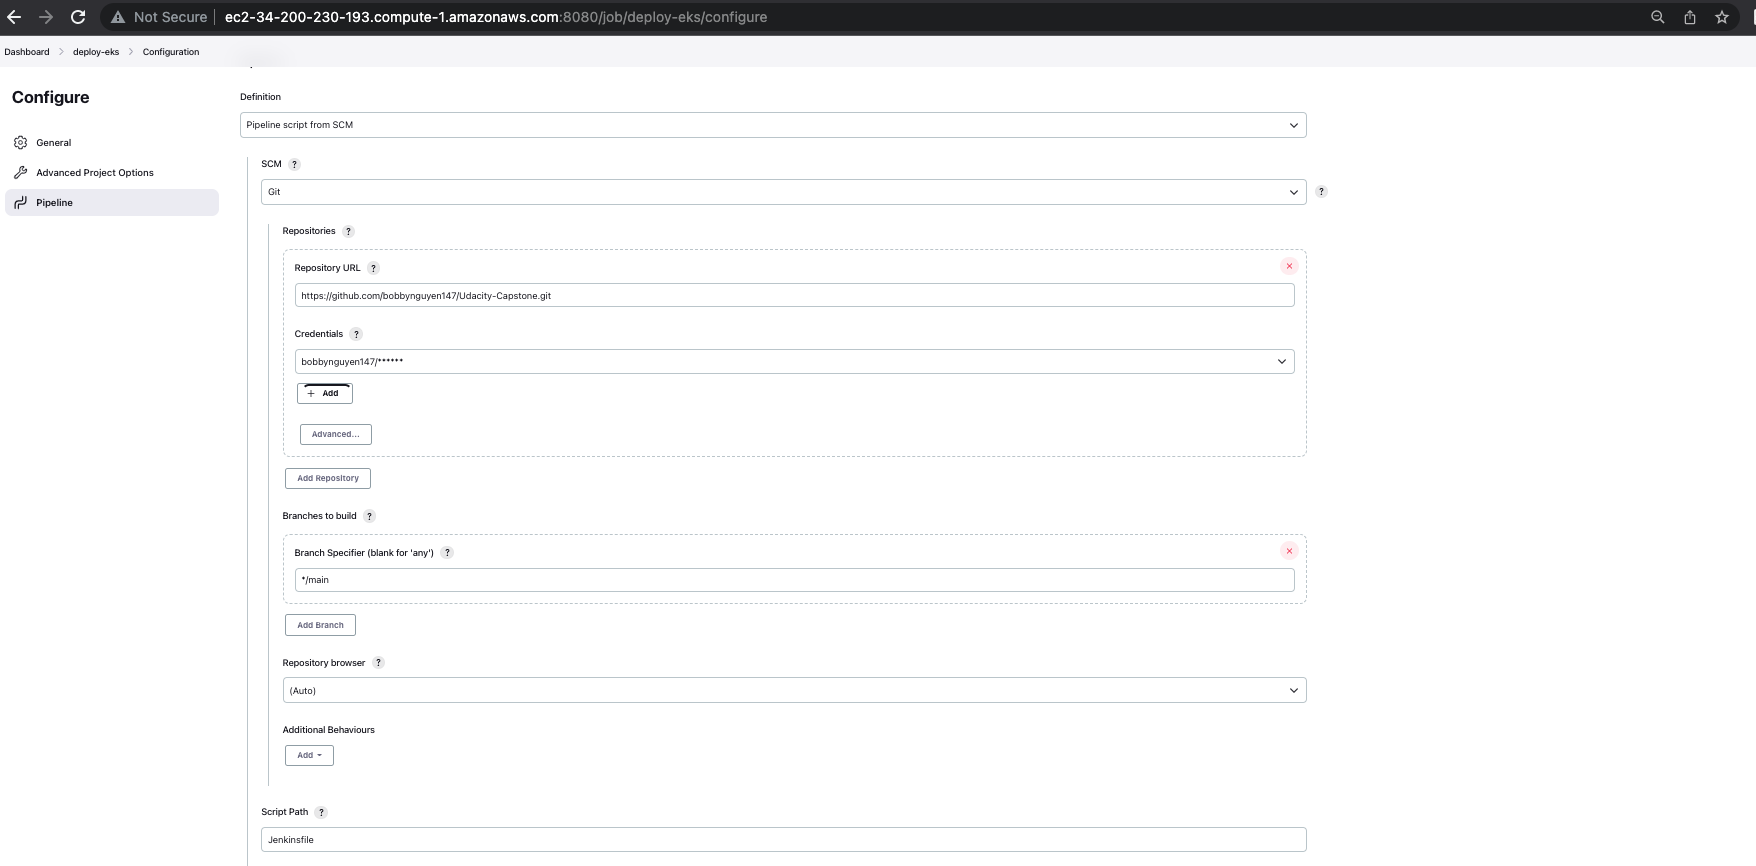 Not Secure ec2-34-200-230-193.compute-1.amazonaws.com:8080/job/deploy-eks/configure
Dashboard > deploy-eks > Configuration
Configure
General
Advanced Project Options
Pipeline
Definition
Pipeline script from SCM
SCM ?
Git
?
Repositories ?
Repository URL ?
https://github.com/bobbynguyen147/Udacity-Capstone.git
Credentials ?
bobbynguyen147/******
+ Add
Advanced...
Add Repository
Branches to build ?
Branch Specifier (blank for 'any') ?
*/main
Add Branch
Repository browser ?
(Auto)
Additional Behaviours
Add
Script Path ?
Jenkinsfile